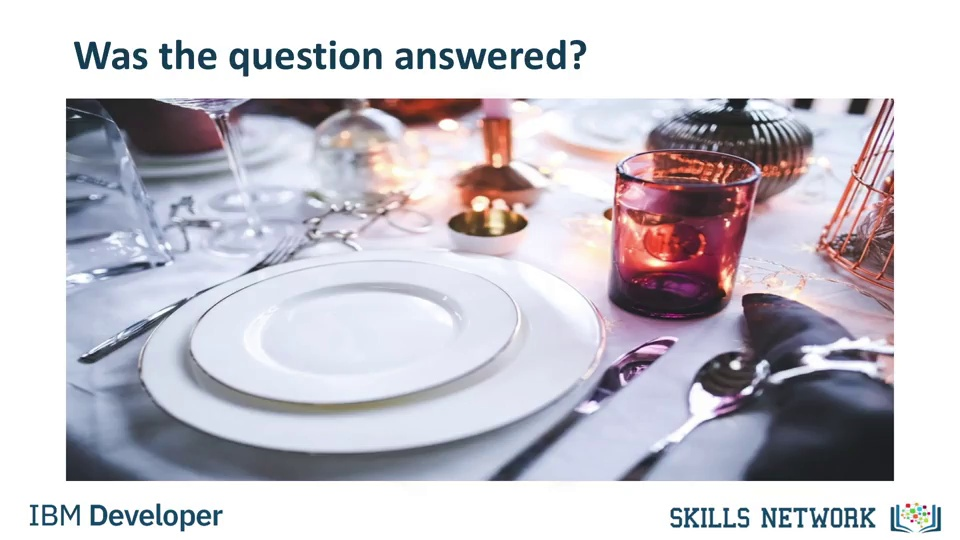 Was the question answered?
IBM Developer
SKILLS NETWORK